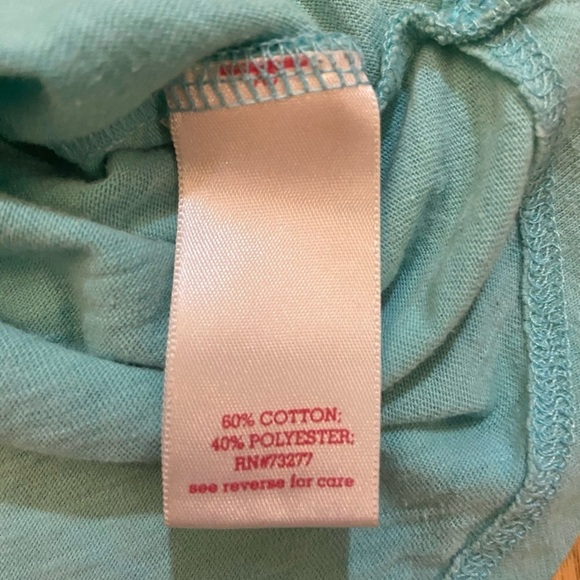 60% COTTON;
40% POLYESTER;
RN#73277
see reverse for care